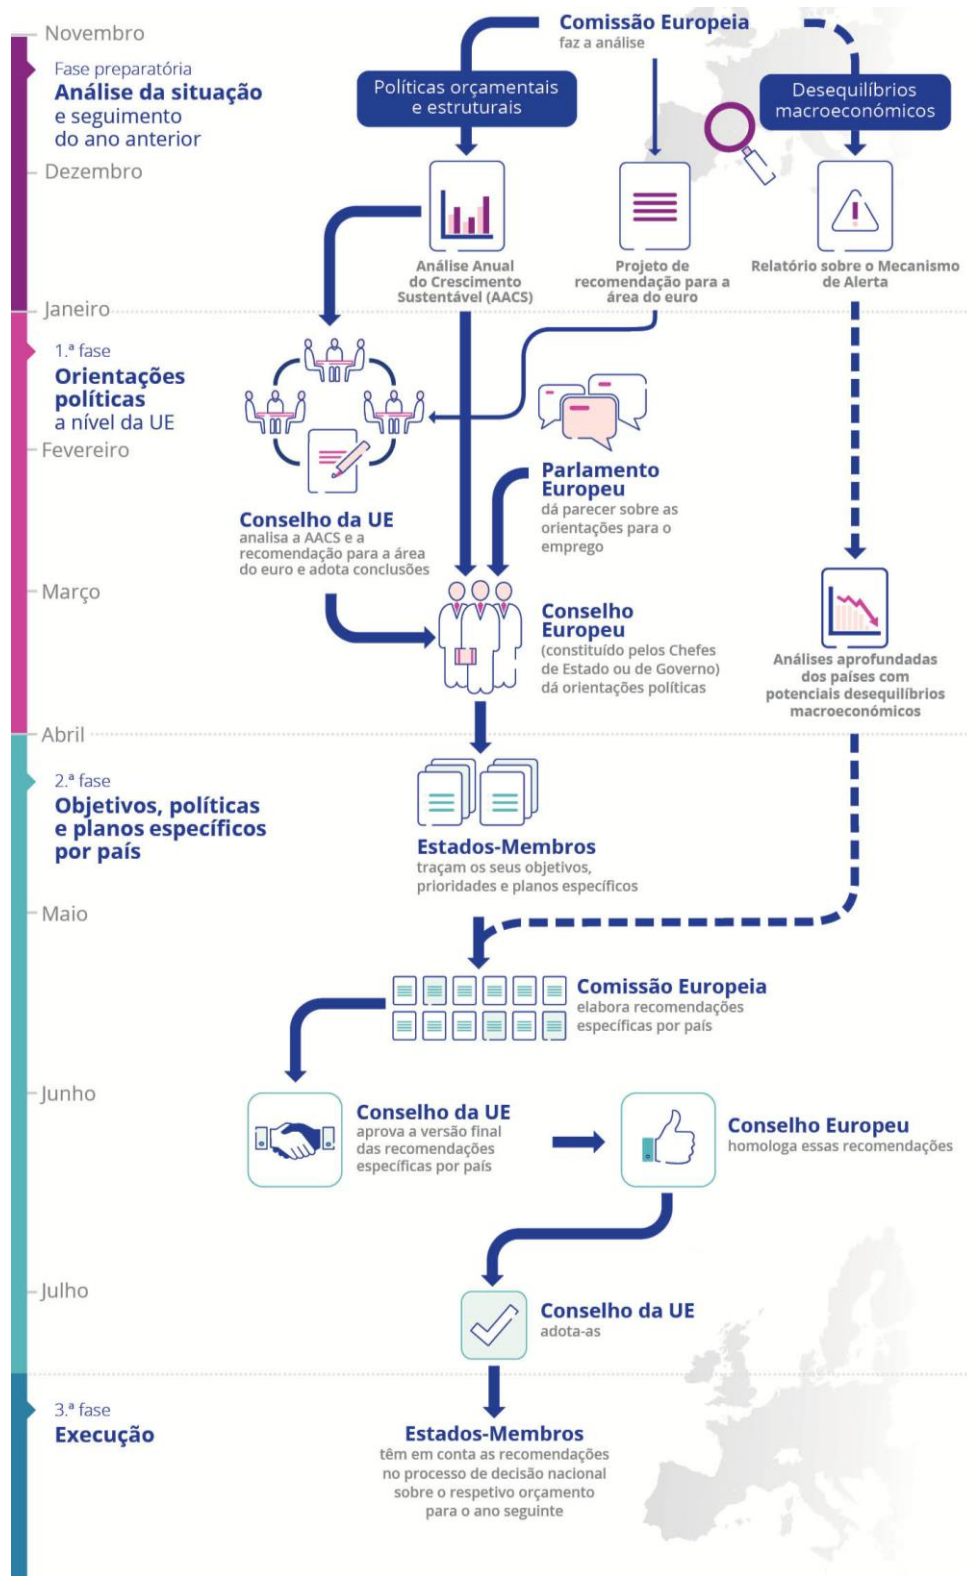 Novembro
Fase preparatória
Análise da situação
e seguimento
do ano anterior
Comissão Europeia
faz a análise
Políticas orçamentais
e estruturais
Desequilíbrios
macroeconómicos
Dezembro
Análise Anual
do Crescimento
Sustentável (AACS)
Projeto de
recomendação para a
área do euro
Relatório sobre o Mecanismo
de Alerta
Janeiro
1.ª fase
Orientações
políticas
a nível da UE
Fevereiro
Parlamento
Europeu
dá parecer sobre as
orientações para o
emprego
Conselho da UE
analisa a AACS e a
recomendação para a área
do euro e adota conclusões
Março
Conselho
Europeu
(constituído pelos Chefes
de Estado ou de Governo)
dá orientações políticas
Análises aprofundadas
dos países com
potenciais desequilíbrios
macroeconómicos
Abril
2.ª fase
Objetivos, políticas
e planos específicos
por país
Estados-Membros
traçam os seus objetivos,
prioridades e planos específicos
Maio
Comissão Europeia
elabora recomendações
específicas por país
Junho
Conselho da UE
aprova a versão final
das recomendações
específicas por país
Conselho Europeu
homologa essas recomendações
Julho
Conselho da UE
adota-as
3.ª fase
Execução
Estados-Membros
têm em conta as recomendações
no processo de decisão nacional
sobre o respetivo orçamento
para o ano seguinte